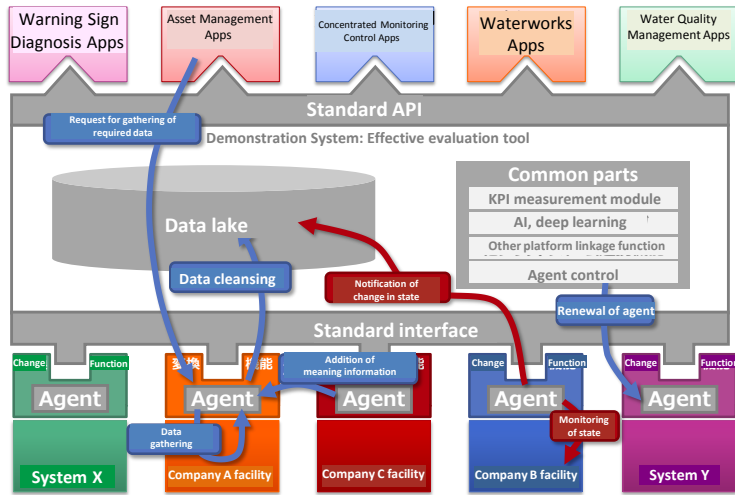 Warning Sign
Diagnosis Apps
Asset Management
Apps
Concentrated Monitoring
Control Apps
Waterworks
Apps
Water Quality
Management Apps
Standard API
Request for gathering of
required data
Demonstration System: Effective evaluation tool
Common parts
KPI measurement module
AI, deep learning
Other platform linkage function
Agent control
Data lake
Data cleansing
Notification of
change in state
Renewal of agent
Standard interface
Change
Function
Addition of
meaning information
Change
Function
Change
Function
Agent
Agent
Agent
Agent
Agent
Data
gathering
Monitoring
of state
System X
Company A facility
Company C facility
Company B facility
System Y